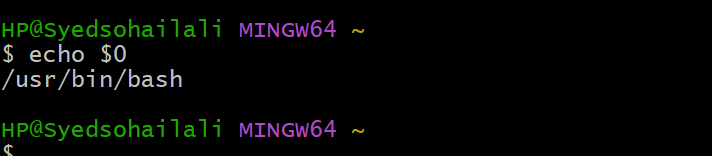 HP@Syedsohailali MINGW64 ~
$ echo $0
/usr/bin/bash
HP@Syedsohailali MINGW64 ~
$